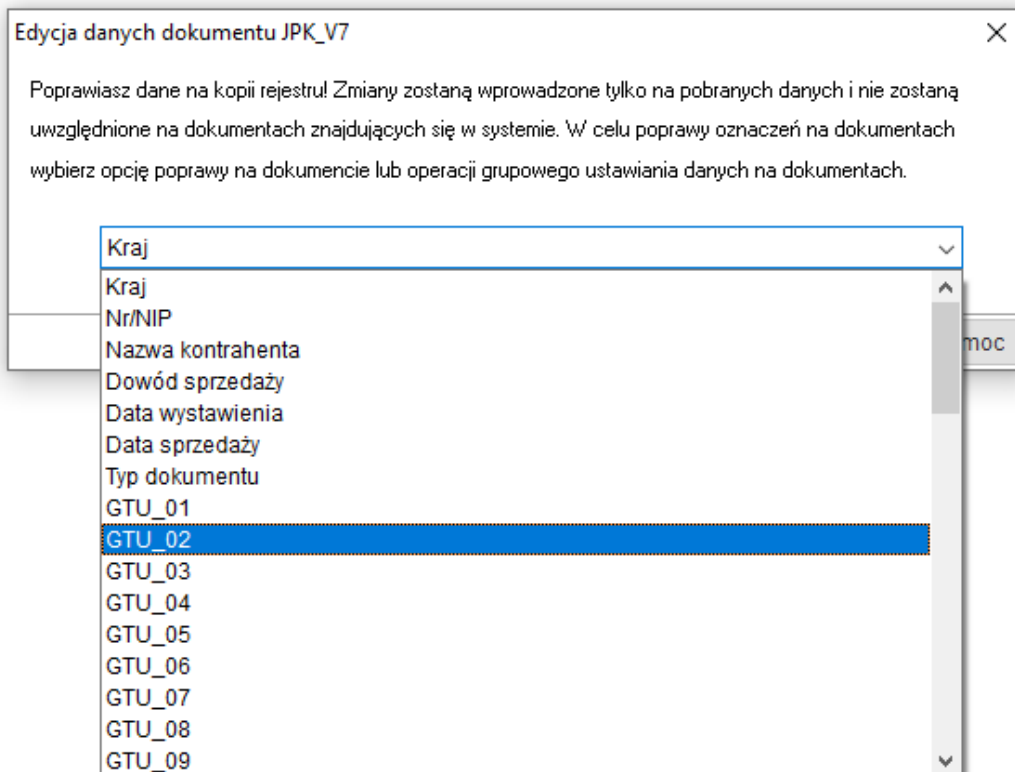 Edycja danych dokumentu JPK_V7
Poprawiasz dane na kopii rejestru! Zmiany zostaną wprowadzone tylko na pobranych danych i nie zostaną
uwzględnione na dokumentach znajdujących się w systemie. W celu poprawy oznaczeń na dokumentach
wybierz opcję poprawy na dokumencie lub operacji grupowego ustawiania danych na dokumentach.
Kraj
Kraj
Nr/NIP
moc
Nazwa kontrahenta
Dowód sprzedaży
Data wystawienia
Data sprzedaży
Typ dokumentu
GTU_01
GTU_02
GTU_03
GTU_04
GTU_05
GTU_06
GTU_07
GTU_08
GTU_09